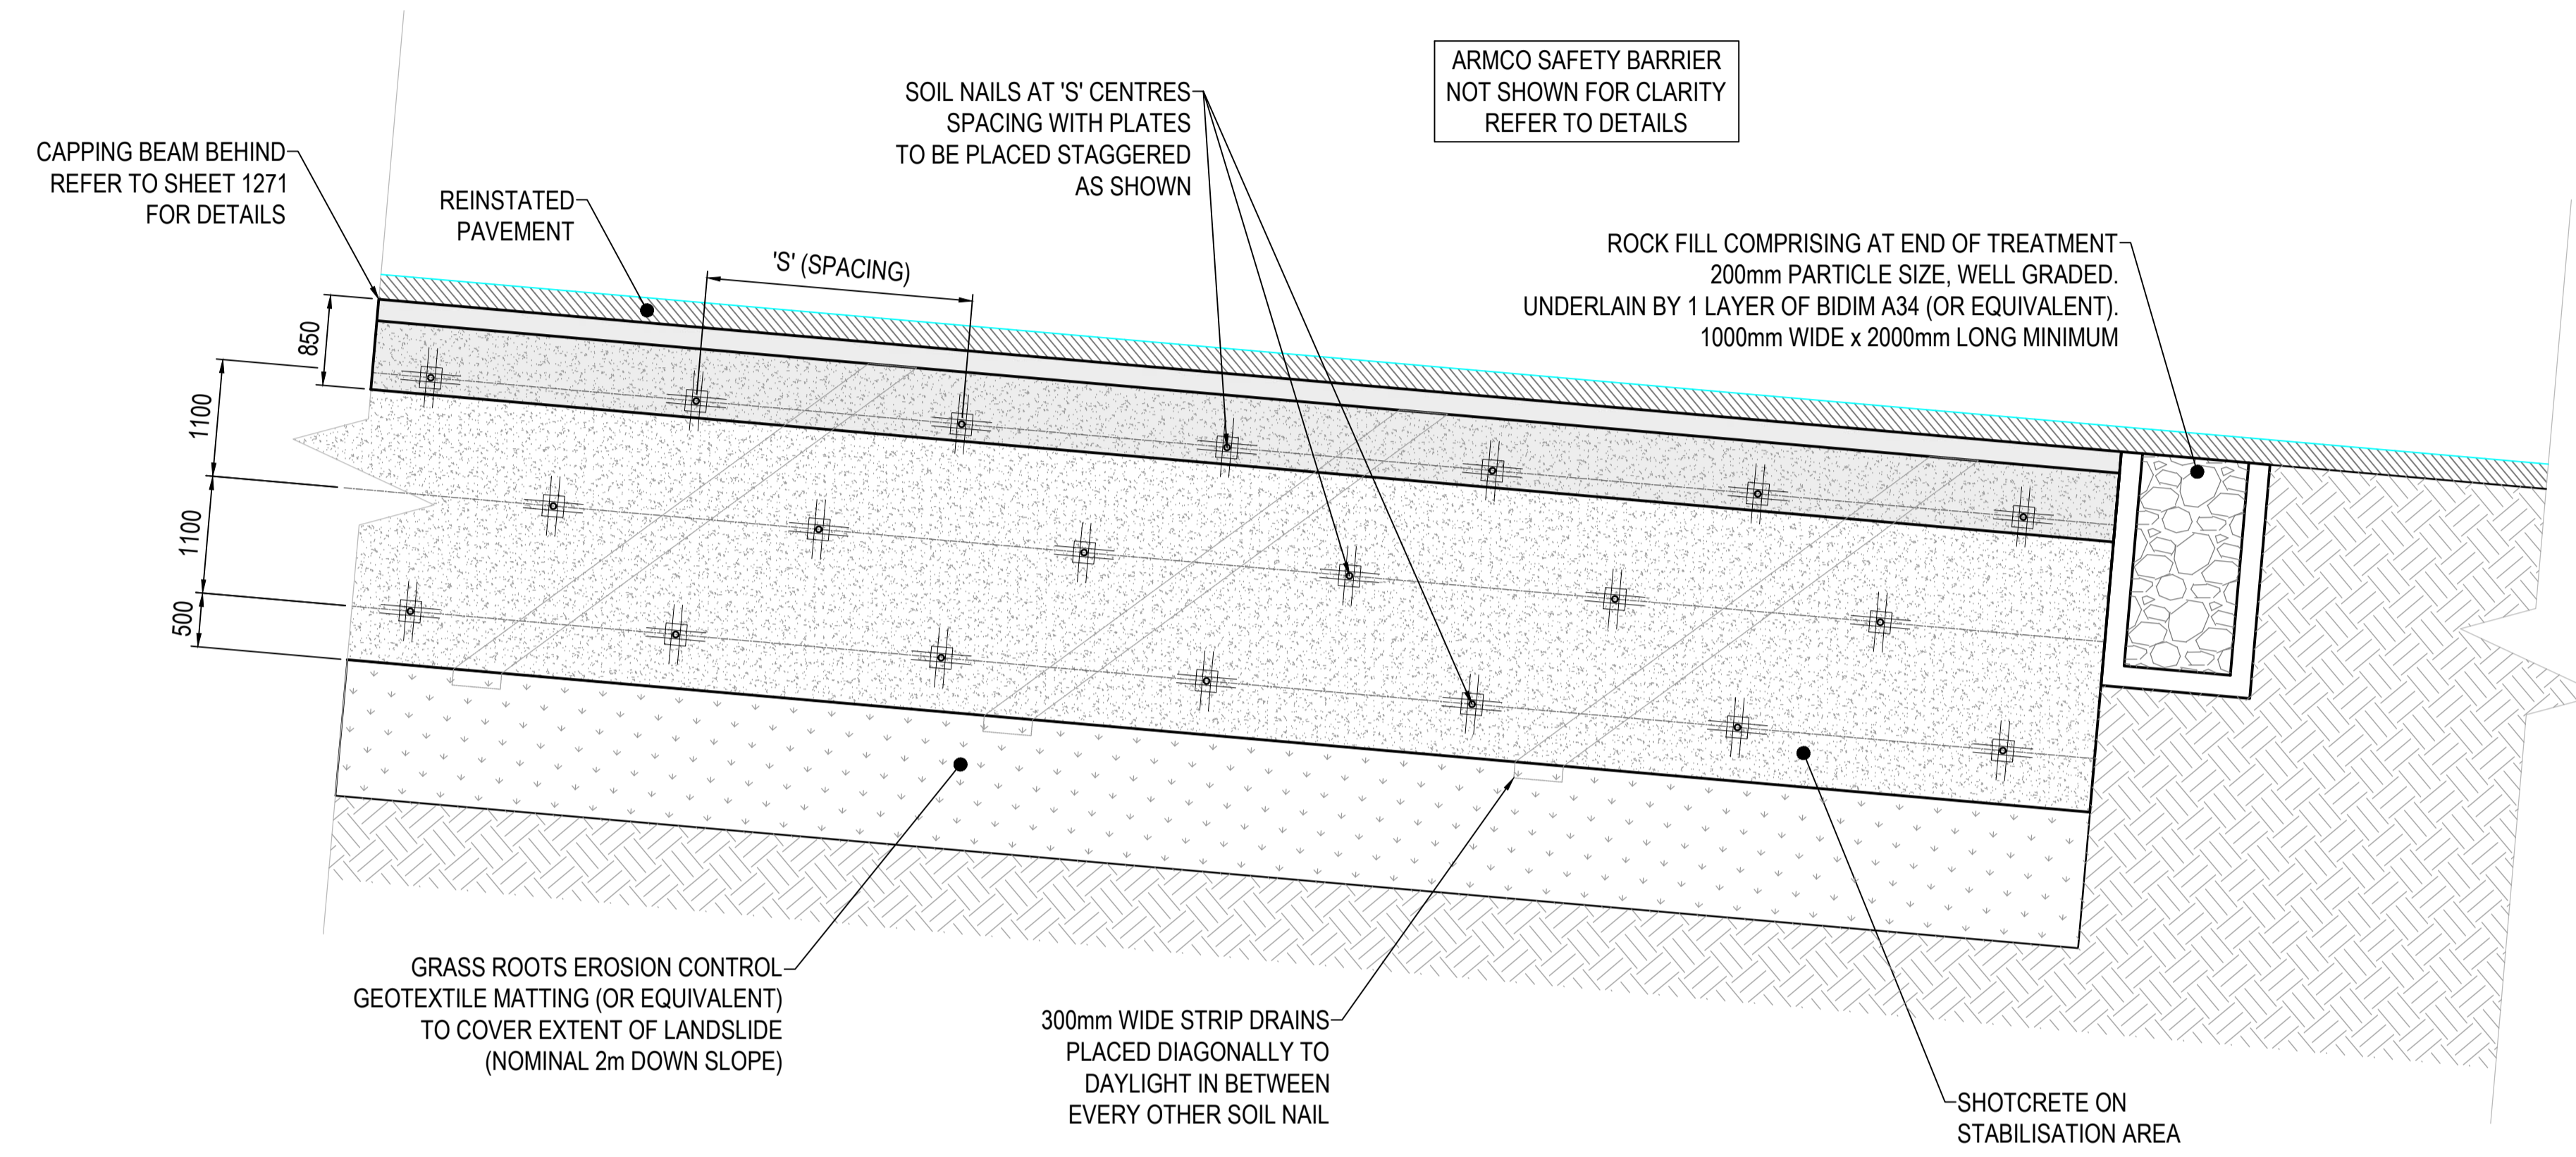 ARMCO SAFETY BARRIER
NOT SHOWN FOR CLARITY
REFER TO DETAILS
SOIL NAILS AT 'S' CENTRES
SPACING WITH PLATES
TO BE PLACED STAGGERED
AS SHOWN
CAPPING BEAM BEHIND
REFER TO SHEET 1271
FOR DETAILS
REINSTATED
PAVEMENT
'S' (SPACING)
ROCK FILL COMPRISING AT END OF TREATMENT
200mm PARTICLE SIZE, WELL GRADED.
UNDERLAIN BY 1 LAYER OF BIDIM A34 (OR EQUIVALENT).
1000mm WIDE x 2000mm LONG MINIMUM
850
1100
1100
500
GRASS ROOTS EROSION CONTROL
GEOTEXTILE MATTING (OR EQUIVALENT)
TO COVER EXTENT OF LANDSLIDE
(NOMINAL 2m DOWN SLOPE)
300mm WIDE STRIP DRAINS
PLACED DIAGONALLY TO
DAYLIGHT IN BETWEEN
EVERY OTHER SOIL NAIL
SHOTCRETE ON
STABILISATION AREA